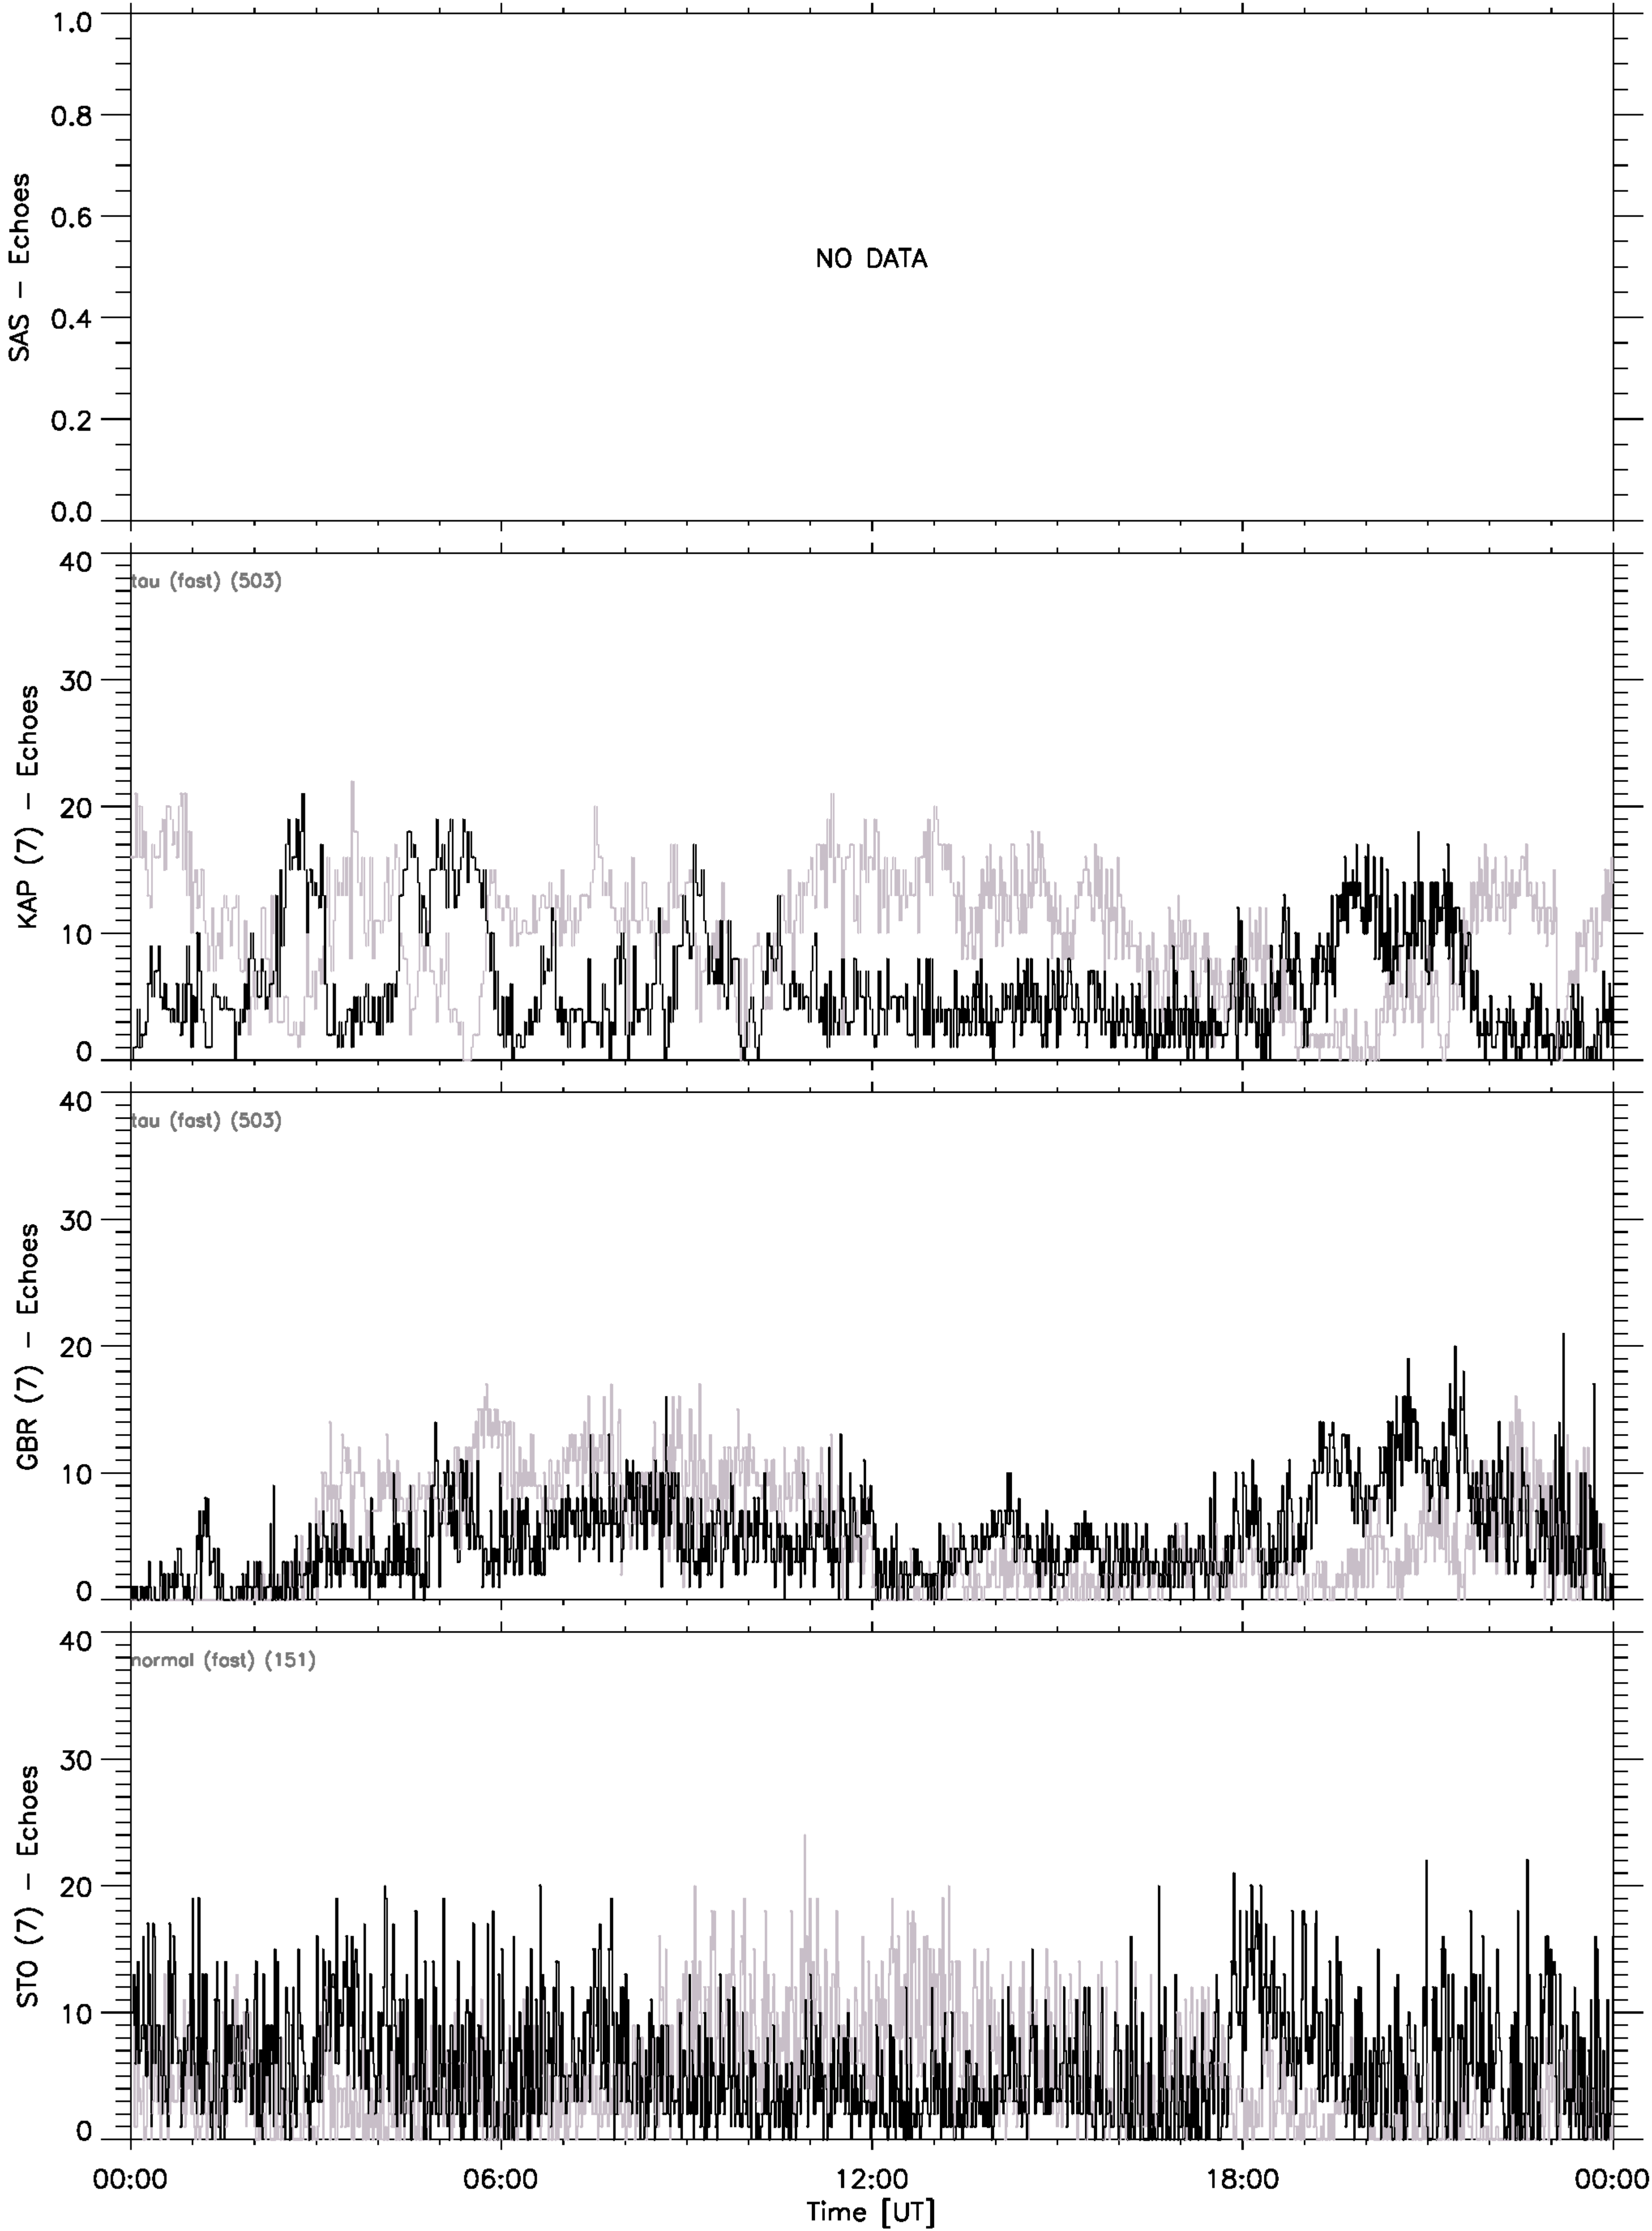 1.0
0.8
0.6
0.4
0.2
0.0
SAS − Echoes
NO DATA
40
30
20
10
0
KAP (7) − Echoes
tau (fast) (503)
40
30
20
10
0
GBR (7) − Echoes
tau (fast) (503)
40
30
20
10
0
STO (7) − Echoes
normal (fast) (151)
00:00 06:00 12:00 18:00 00:00
Time [UT]